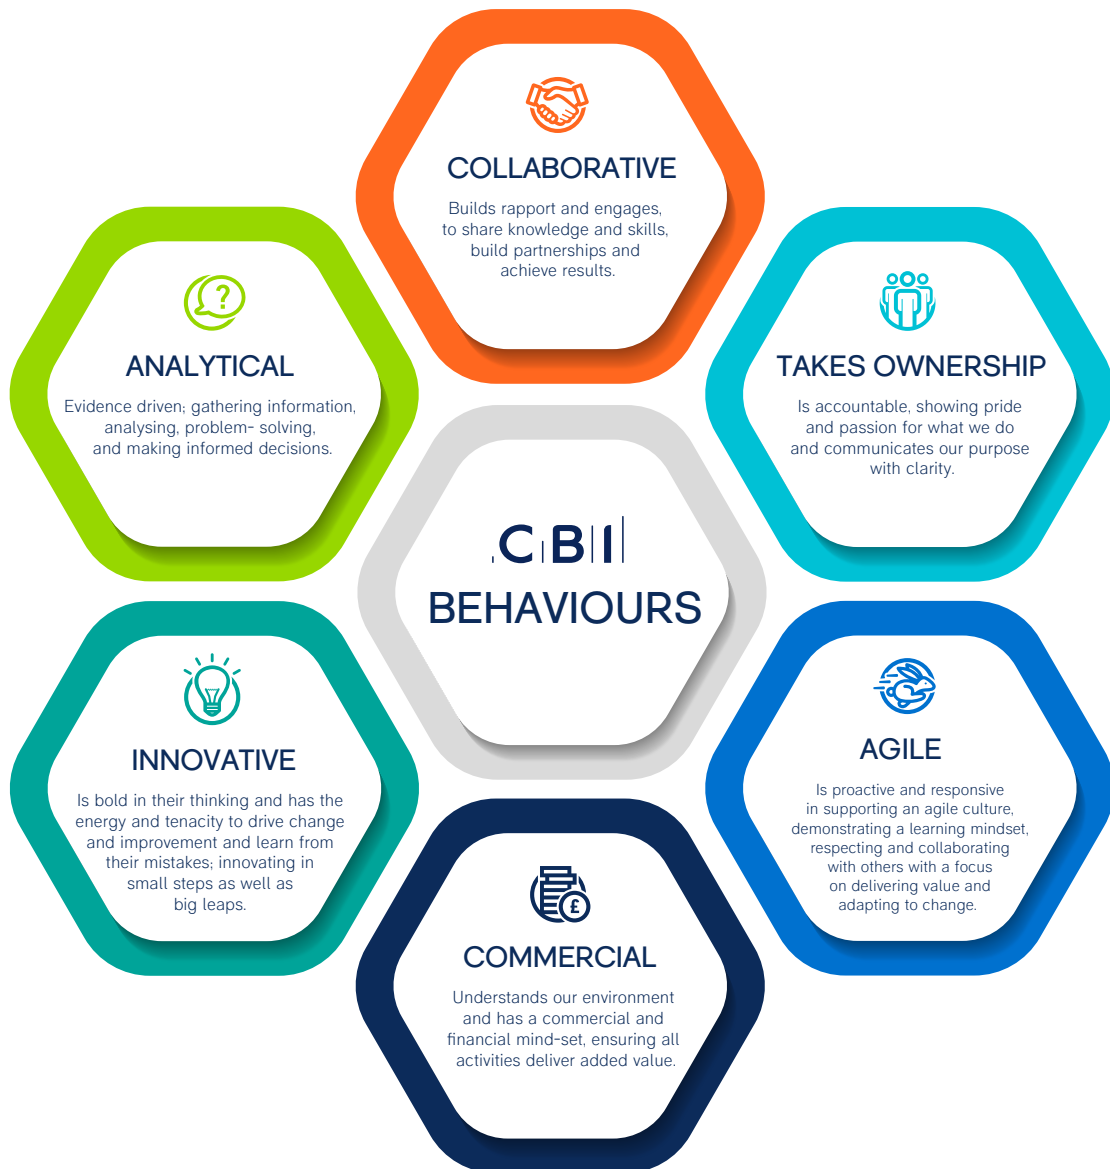 COLLABORATIVE
Builds rapport and engages,
to share knowledge and skills,
build partnerships and
achieve results.
ANALYTICAL
Evidence driven; gathering information,
analysing, problem- solving,
and making informed decisions.
TAKES OWNERSHIP
Is accountable, showing pride
and passion for what we do
and communicates our purpose
with clarity.
CBI
BEHAVIOURS
INNOVATIVE
Is bold in their thinking and has the
energy and tenacity to drive change
and improvement and learn from
their mistakes; innovating in
small steps as well as
big leaps.
AGILE
Is proactive and responsive
in supporting an agile culture,
demonstrating a learning mindset,
respecting and collaborating
with others with a focus
on delivering value and
adapting to change.
£
COMMERCIAL
Understands our environment
and has a commercial and
financial mind-set, ensuring all
activities deliver added value.